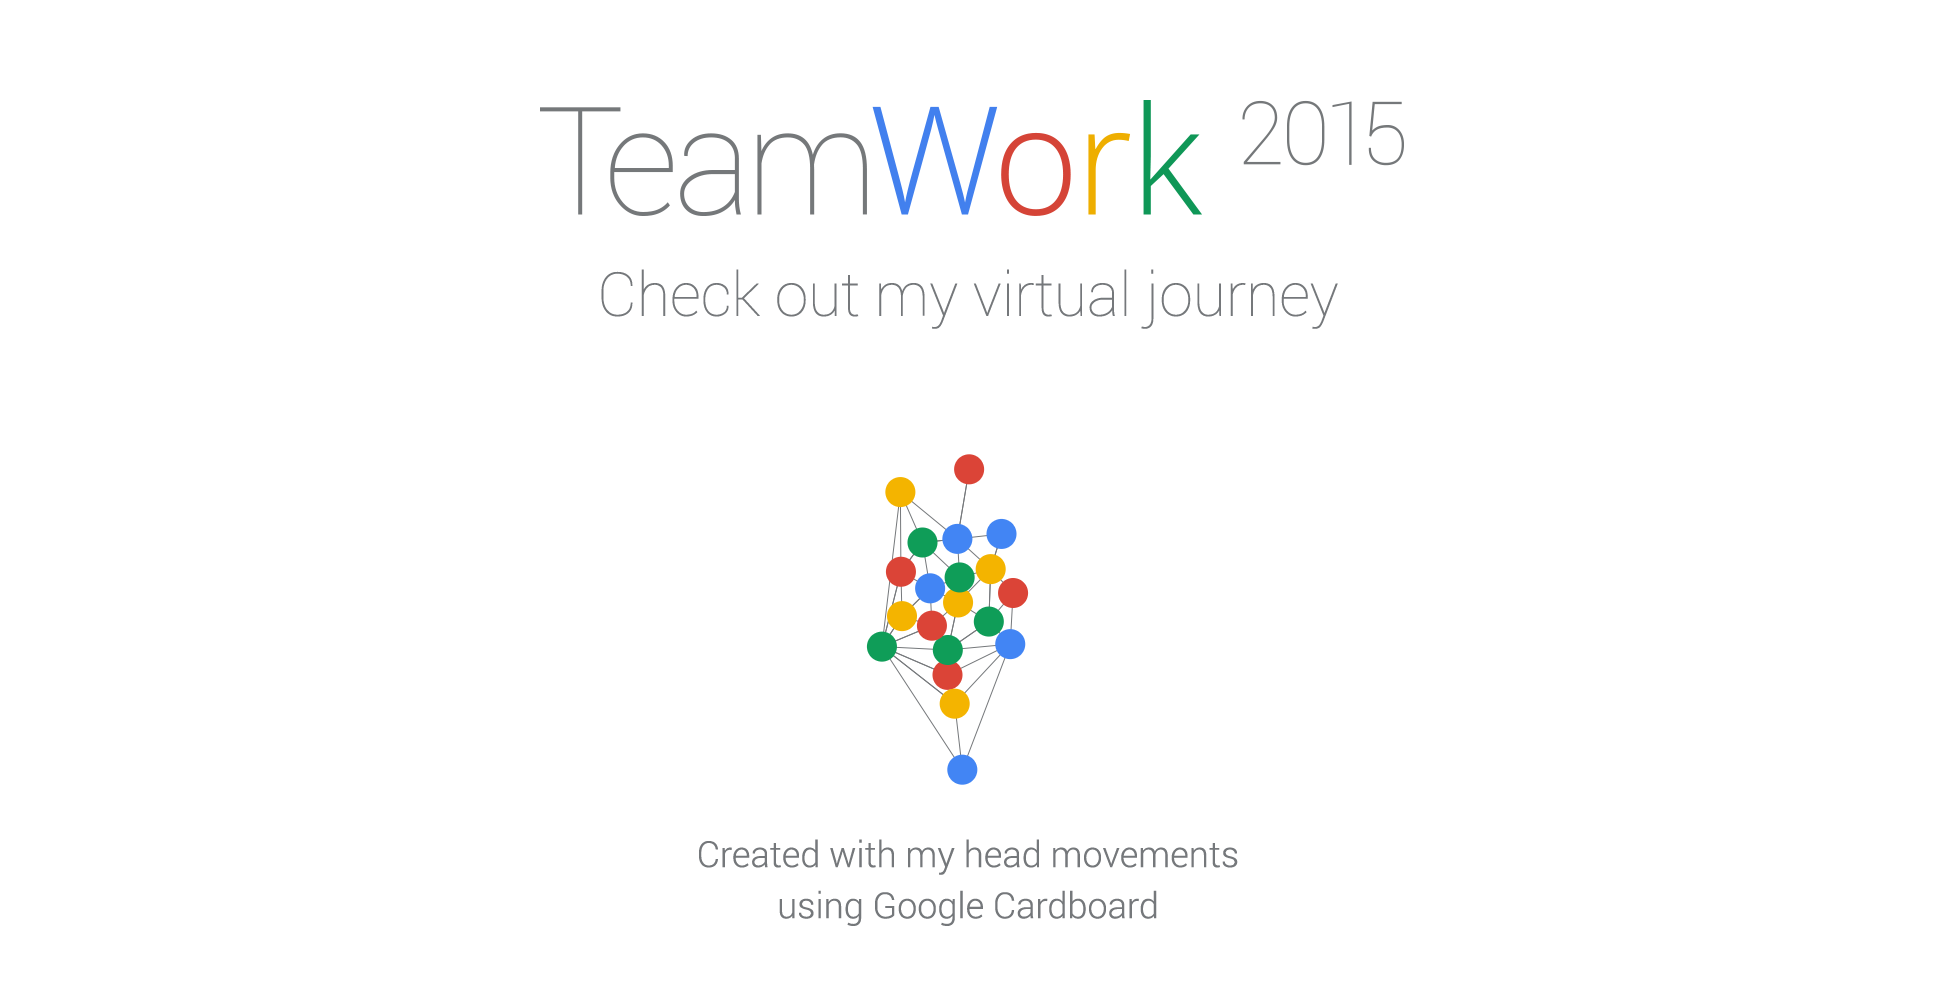 TeamWork 2015
Check out my virtual journey
Created with my head movements
using Google Cardboard